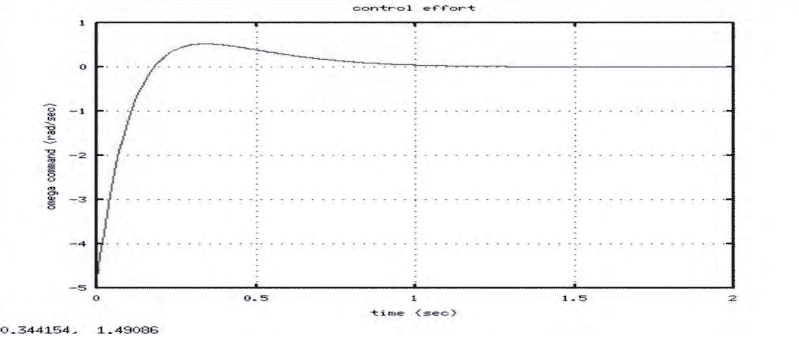 control effort
1
0
-1
-2
-3
-4
-5
omega command (rad/sec)
0 0.5 1 1.5 2
time (sec)
0.344154, 1.49086